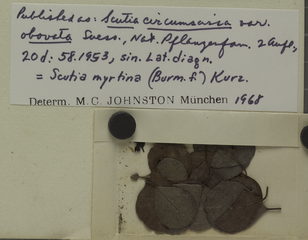 Published as: Scutia circumscissa var.
obovata Suess., Nat. Pflanzenfam. 2 Aufl,
20d: 58. 1953, sin. Lat. diagn.
= Scutia myrtina (Burm. f.) Kurz.
Determ. M. C. JOHNSTON München 1968